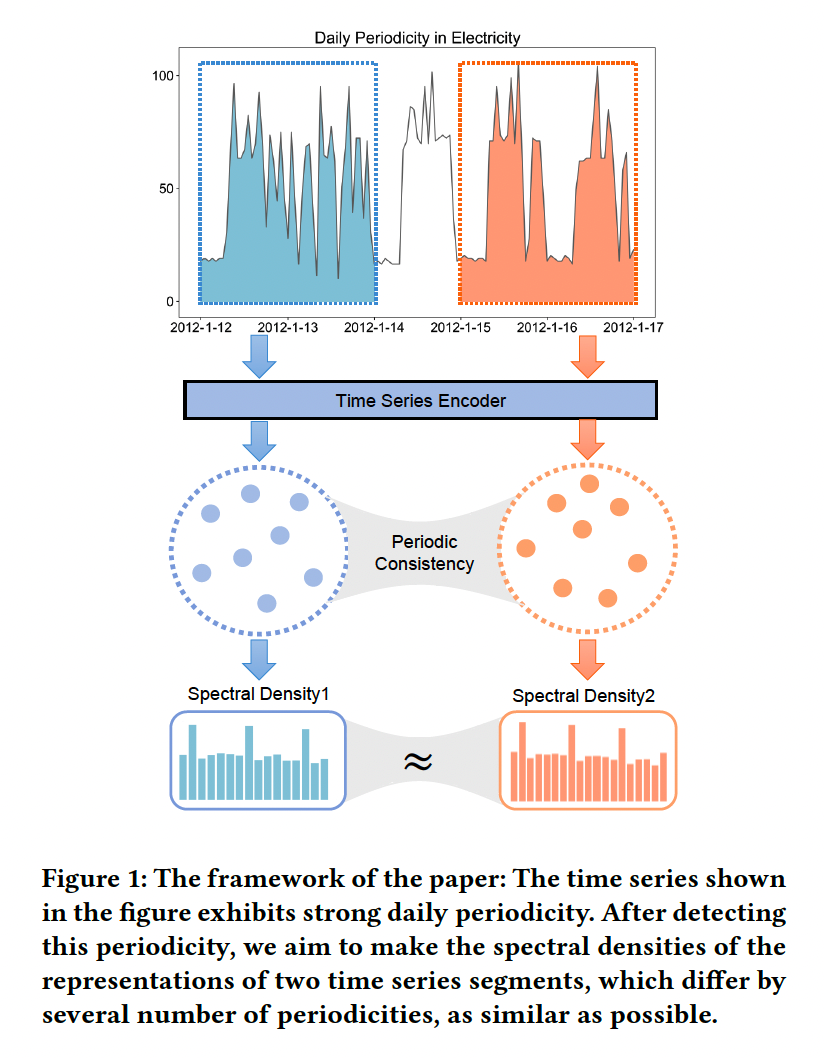 Daily Periodicity in Electricity
100
50
0
2012-1-12 2012-1-13 2012-1-14 2012-1-15 2012-1-16 2012-1-17
Time Series Encoder
Periodic
Consistency
Spectral Density1 Spectral Density2
≈
Figure 1: The framework of the paper: The time series shown
in the figure exhibits strong daily periodicity. After detecting
this periodicity, we aim to make the spectral densities of the
representations of two time series segments, which differ by
several number of periodicities, as similar as possible.